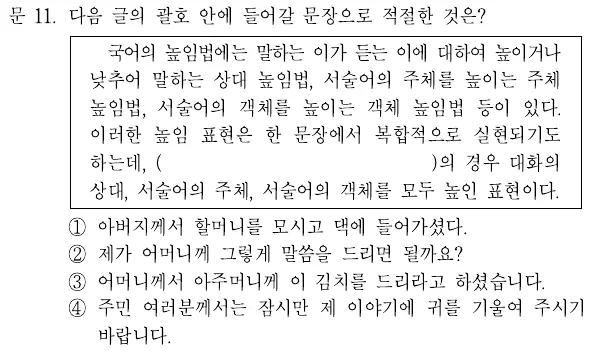 문 11. 다음 글의 괄호 안에 들어갈 문장으로 적절한 것은?
국어의 높임법에는 말하는 이가 듣는 이에 대하여 높이거나
낮추어 말하는 상대 높임법, 서술어의 주체를 높이는 주체
높임법, 서술어의 객체를 높이는 객체 높임법 등이 있다.
이러한 높임 표현은 한 문장에서 복합적으로 실현되기도
하는데, ( )의 경우 대화의
상대, 서술어의 주체, 서술어의 객체를 모두 높인 표현이다.
① 아버지께서 할머니를 모시고 댁에 들어가셨다.
② 제가 어머니께 그렇게 말씀을 드리면 될까요?
③ 어머니께서 아주머니께 이 김치를 드리라고 하셨습니다.
④ 주민 여러분께서는 잠시만 제 이야기에 귀를 기울여 주시기
바랍니다.